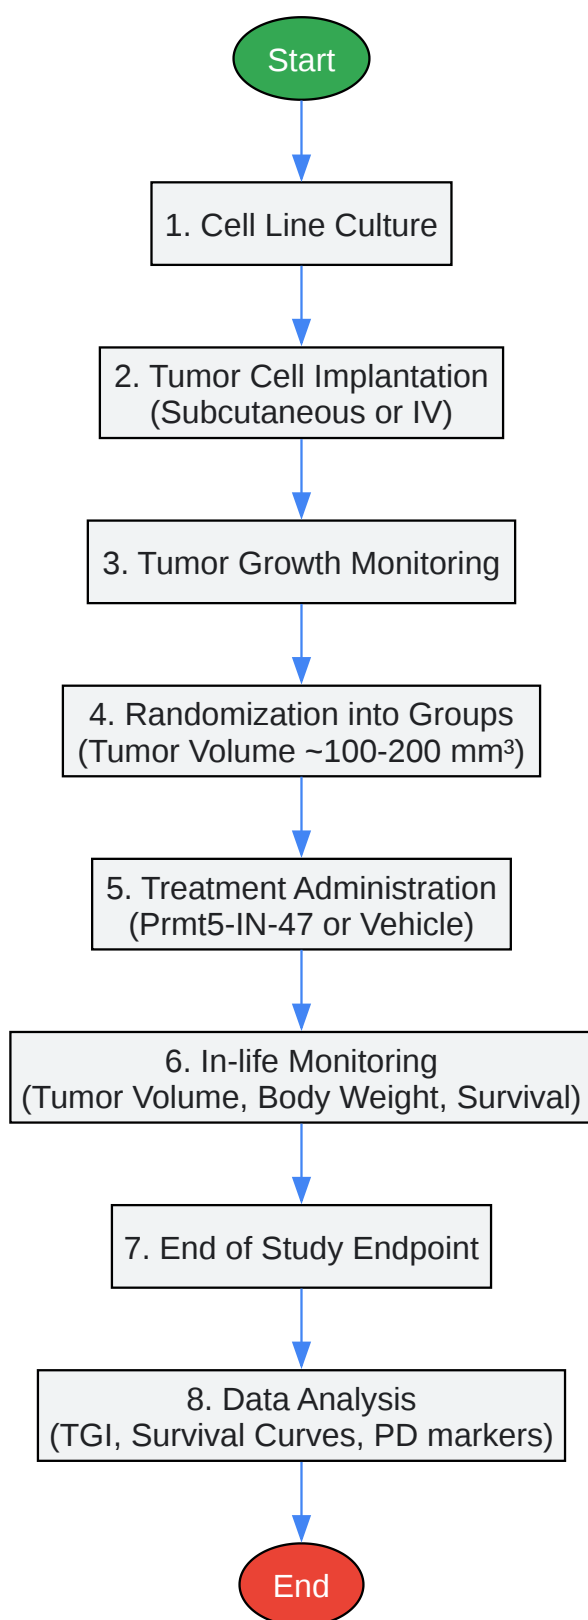 Start
1. Cell Line Culture
2. Tumor Cell Implantation
(Subcutaneous or IV)
3. Tumor Growth Monitoring
4. Randomization into Groups
(Tumor Volume ~100-200 mm³)
5. Treatment Administration
(Prmt5-IN-47 or Vehicle)
6. In-life Monitoring
(Tumor Volume, Body Weight, Survival)
7. End of Study Endpoint
8. Data Analysis
(TGI, Survival Curves, PD markers)
End